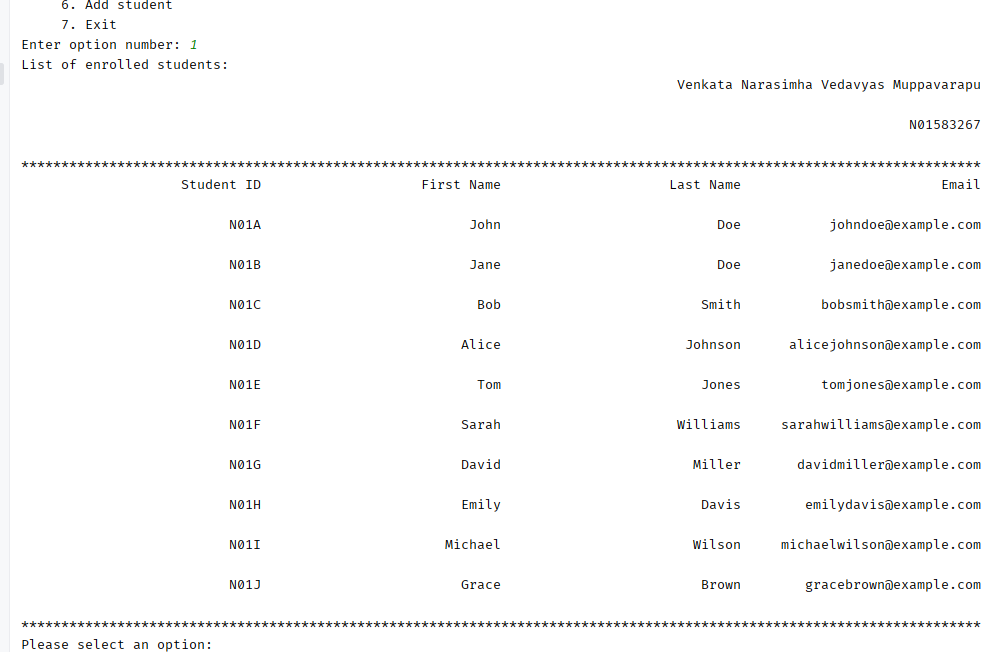 6. Add student
7. Exit
Enter option number: 1
List of enrolled students:
Venkata Narasimha Vedavyas Muppavarapu
N01583267
************************************************************************************************************************
Student ID First Name Last Name Email
N01A John Doe johndoe@example.com
N01B Jane Doe janedoe@example.com
N01C Bob Smith bobsmith@example.com
N01D Alice Johnson alicejohnson@example.com
N01E Tom Jones tomjones@example.com
N01F Sarah Williams sarahwilliams@example.com
N01G David Miller davidmiller@example.com
N01H Emily Davis emilydavis@example.com
N01I Michael Wilson michaelwilson@example.com
N01J Grace Brown gracebrown@example.com
************************************************************************************************************************
Please select an option: